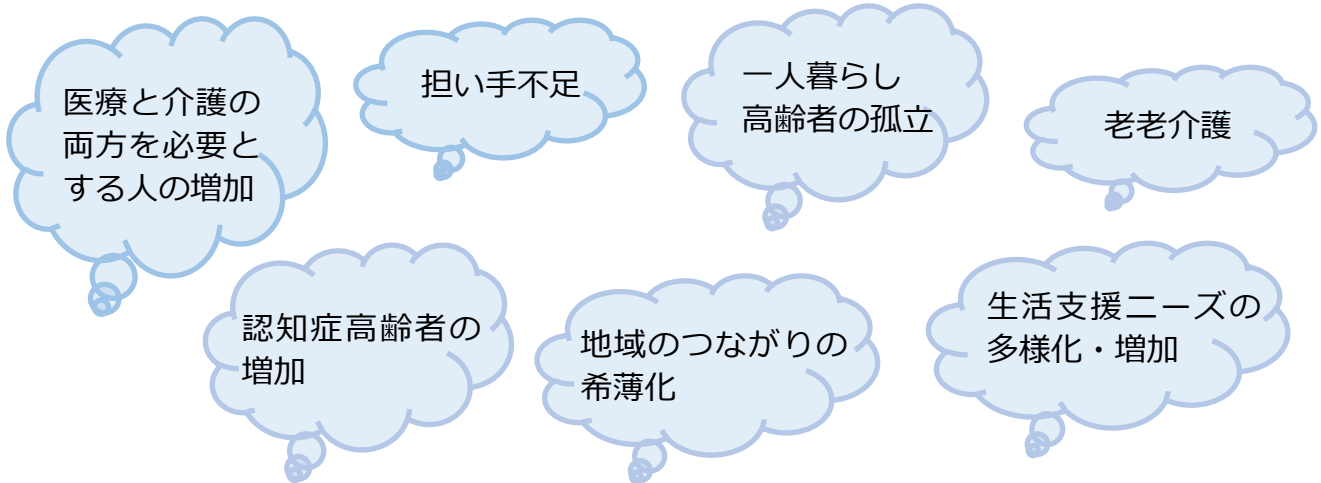 医療と介護の
両方を必要と
する人の増加
担い手不足
一人暮らし
高齢者の孤立
老老介護
認知症高齢者の
増加
地域のつながりの
希薄化
生活支援ニーズの
多様化・増加